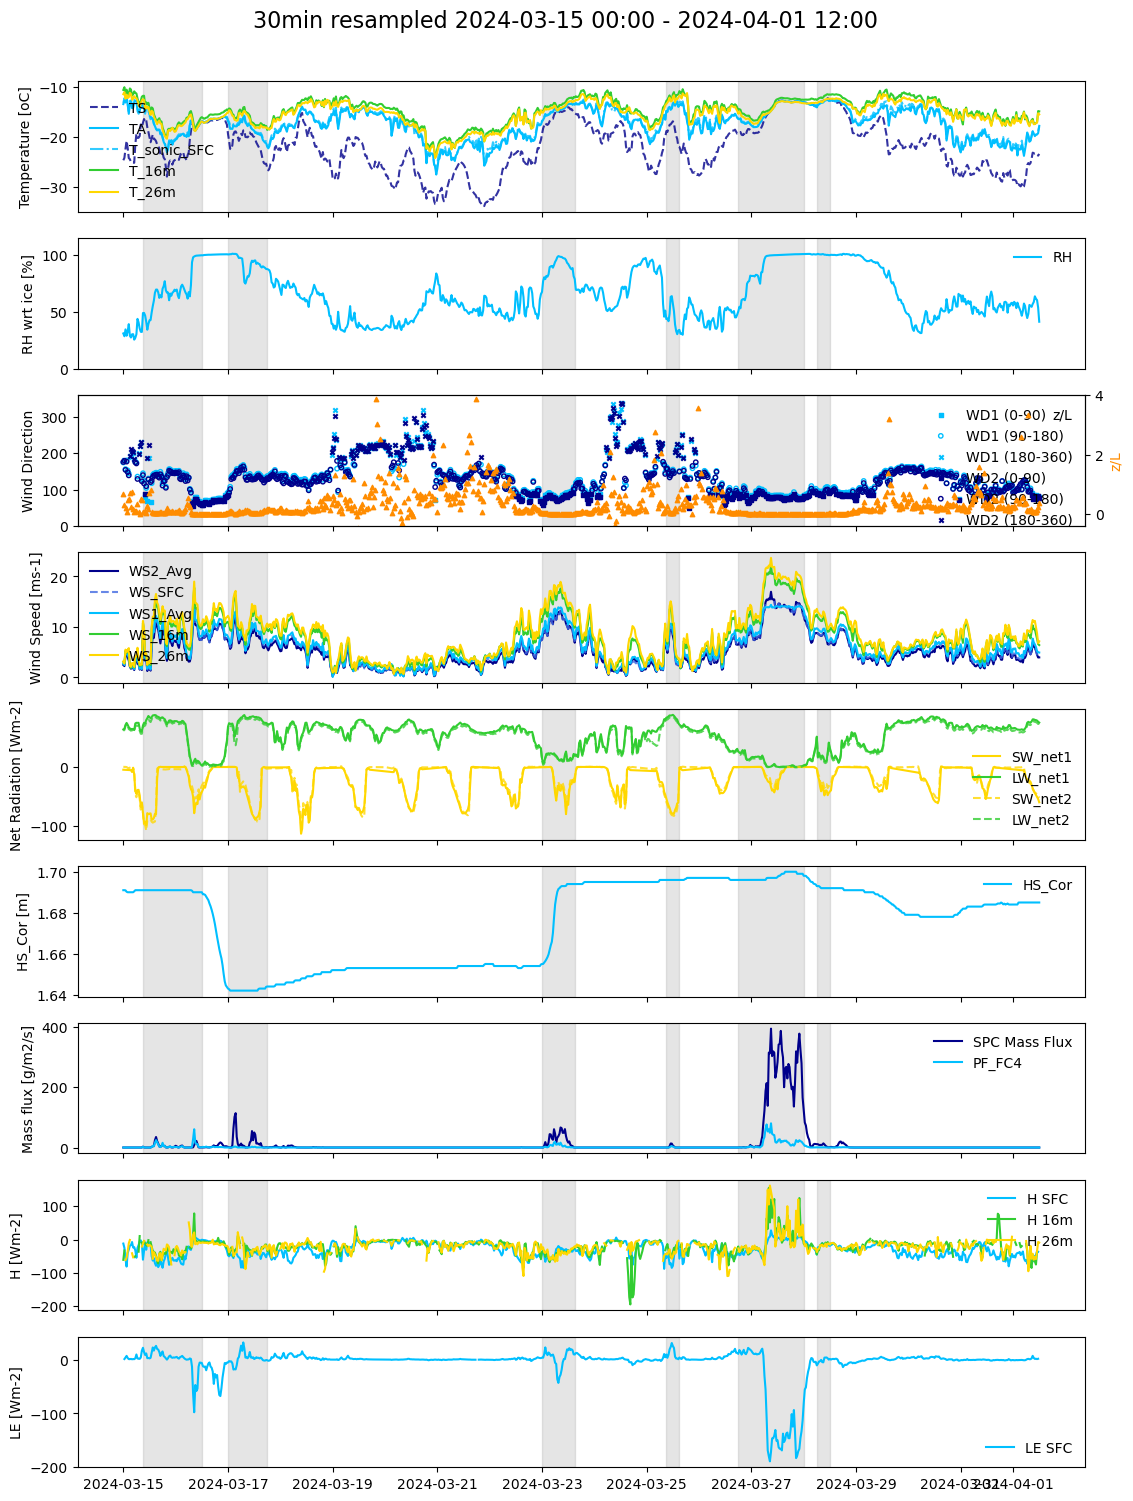 30min resampled 2024-03-15 00:00 - 2024-04-01 12:00
Temperature [oC]
−10
−20
−30
TS
TA
T_sonic_SFC
T_16m
T_26m
RH wrt ice [%]
100
50
0
RH
Wind Direction
300
200
100
0
WD1 (0-90)
WD1 (90-180)
WD1 (180-360)
WD2 (0-90)
WD2 (90-180)
WD2 (180-360)
z/L
4
2
0
z/L
Wind Speed [ms-1]
20
10
0
WS2_Avg
WS_SFC
WS1_Avg
WS_16m
WS_26m
Net Radiation [Wm-2]
0
−100
SW_net1
LW_net1
SW_net2
LW_net2
HS_Cor [m]
1.70
1.68
1.66
1.64
HS_Cor
Mass flux [g/m2/s]
400
200
0
SPC Mass Flux
PF_FC4
H [Wm-2]
100
0
−100
−200
H SFC
H 16m
H 26m
LE [Wm-2]
0
−100
−200
LE SFC
2024-03-15
2024-03-17
2024-03-19
2024-03-21
2024-03-23
2024-03-25
2024-03-27
2024-03-29
2024-03-31
2024-04-01